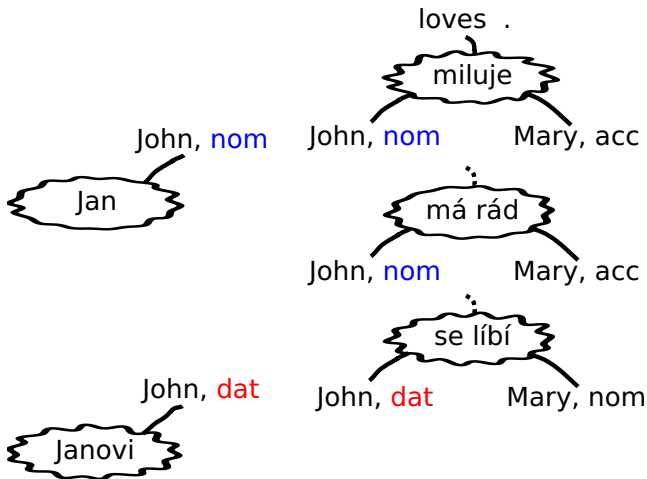 loves .
miluje
John, nom
John, nom Mary, acc
Jan
má rád
John, nom Mary, acc
se líbí
John, dat
John, dat Mary, nom
Janovi